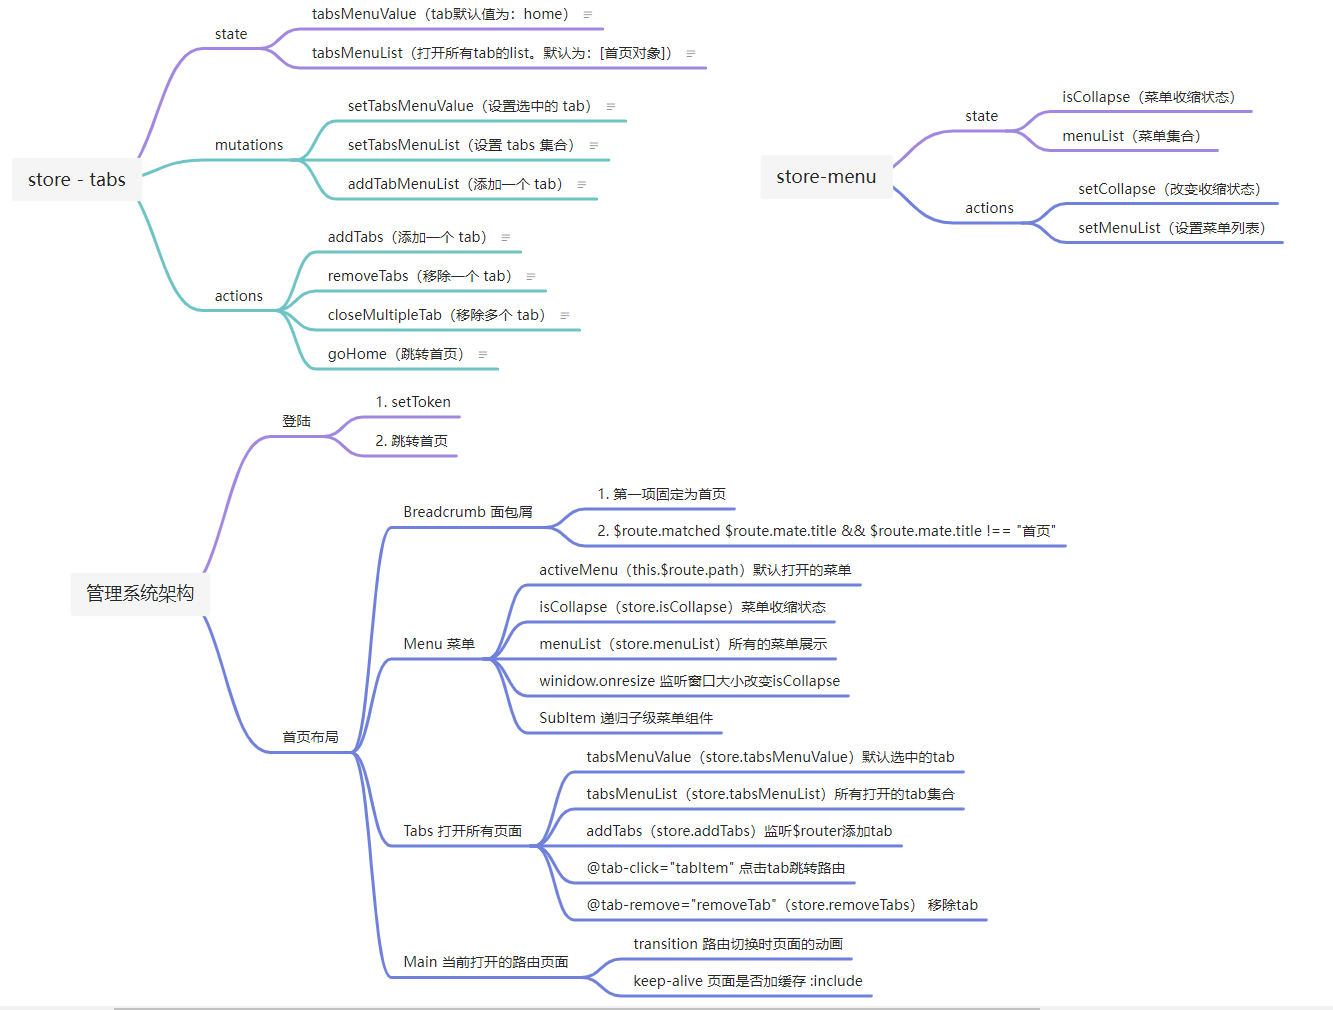 store - tabs
state
tabsMenuValue（tab默认值为：home）
tabsMenuList（打开所有tab的list。默认为：[首页对象]）
mutations
setTabsMenuValue（设置选中的 tab）
setTabsMenuList（设置 tabs 集合）
addTabMenuList（添加一个 tab）
actions
addTabs（添加一个 tab）
removeTabs（移除一个 tab）
closeMultipleTab（移除多个 tab）
goHome（跳转首页）
store-menu
state
isCollapse（菜单收缩状态）
menuList（菜单集合）
actions
setCollapse（改变收缩状态）
setMenuList（设置菜单列表）
管理系统架构
登陆
1. setToken
2. 跳转首页
首页布局
Breadcrumb 面包屑
1. 第一项固定为首页
2. $route.matched $route.mate.title && $route.mate.title !== "首页"
Menu 菜单
activeMenu（this.$route.path）默认打开的菜单
isCollapse（store.isCollapse）菜单收缩状态
menuList（store.menuList）所有的菜单展示
winidow.onresize 监听窗口大小改变isCollapse
SubItem 递归子级菜单组件
Tabs 打开所有页面
tabsMenuValue（store.tabsMenuValue）默认选中的tab
tabsMenuList（store.tabsMenuList）所有打开的tab集合
addTabs（store.addTabs）监听$router添加tab
@tab-click="tabItem" 点击tab跳转路由
@tab-remove="removeTab"（store.removeTabs） 移除tab
Main 当前打开的路由页面
transition 路由切换时页面的动画
keep-alive 页面是否加缓存 :include